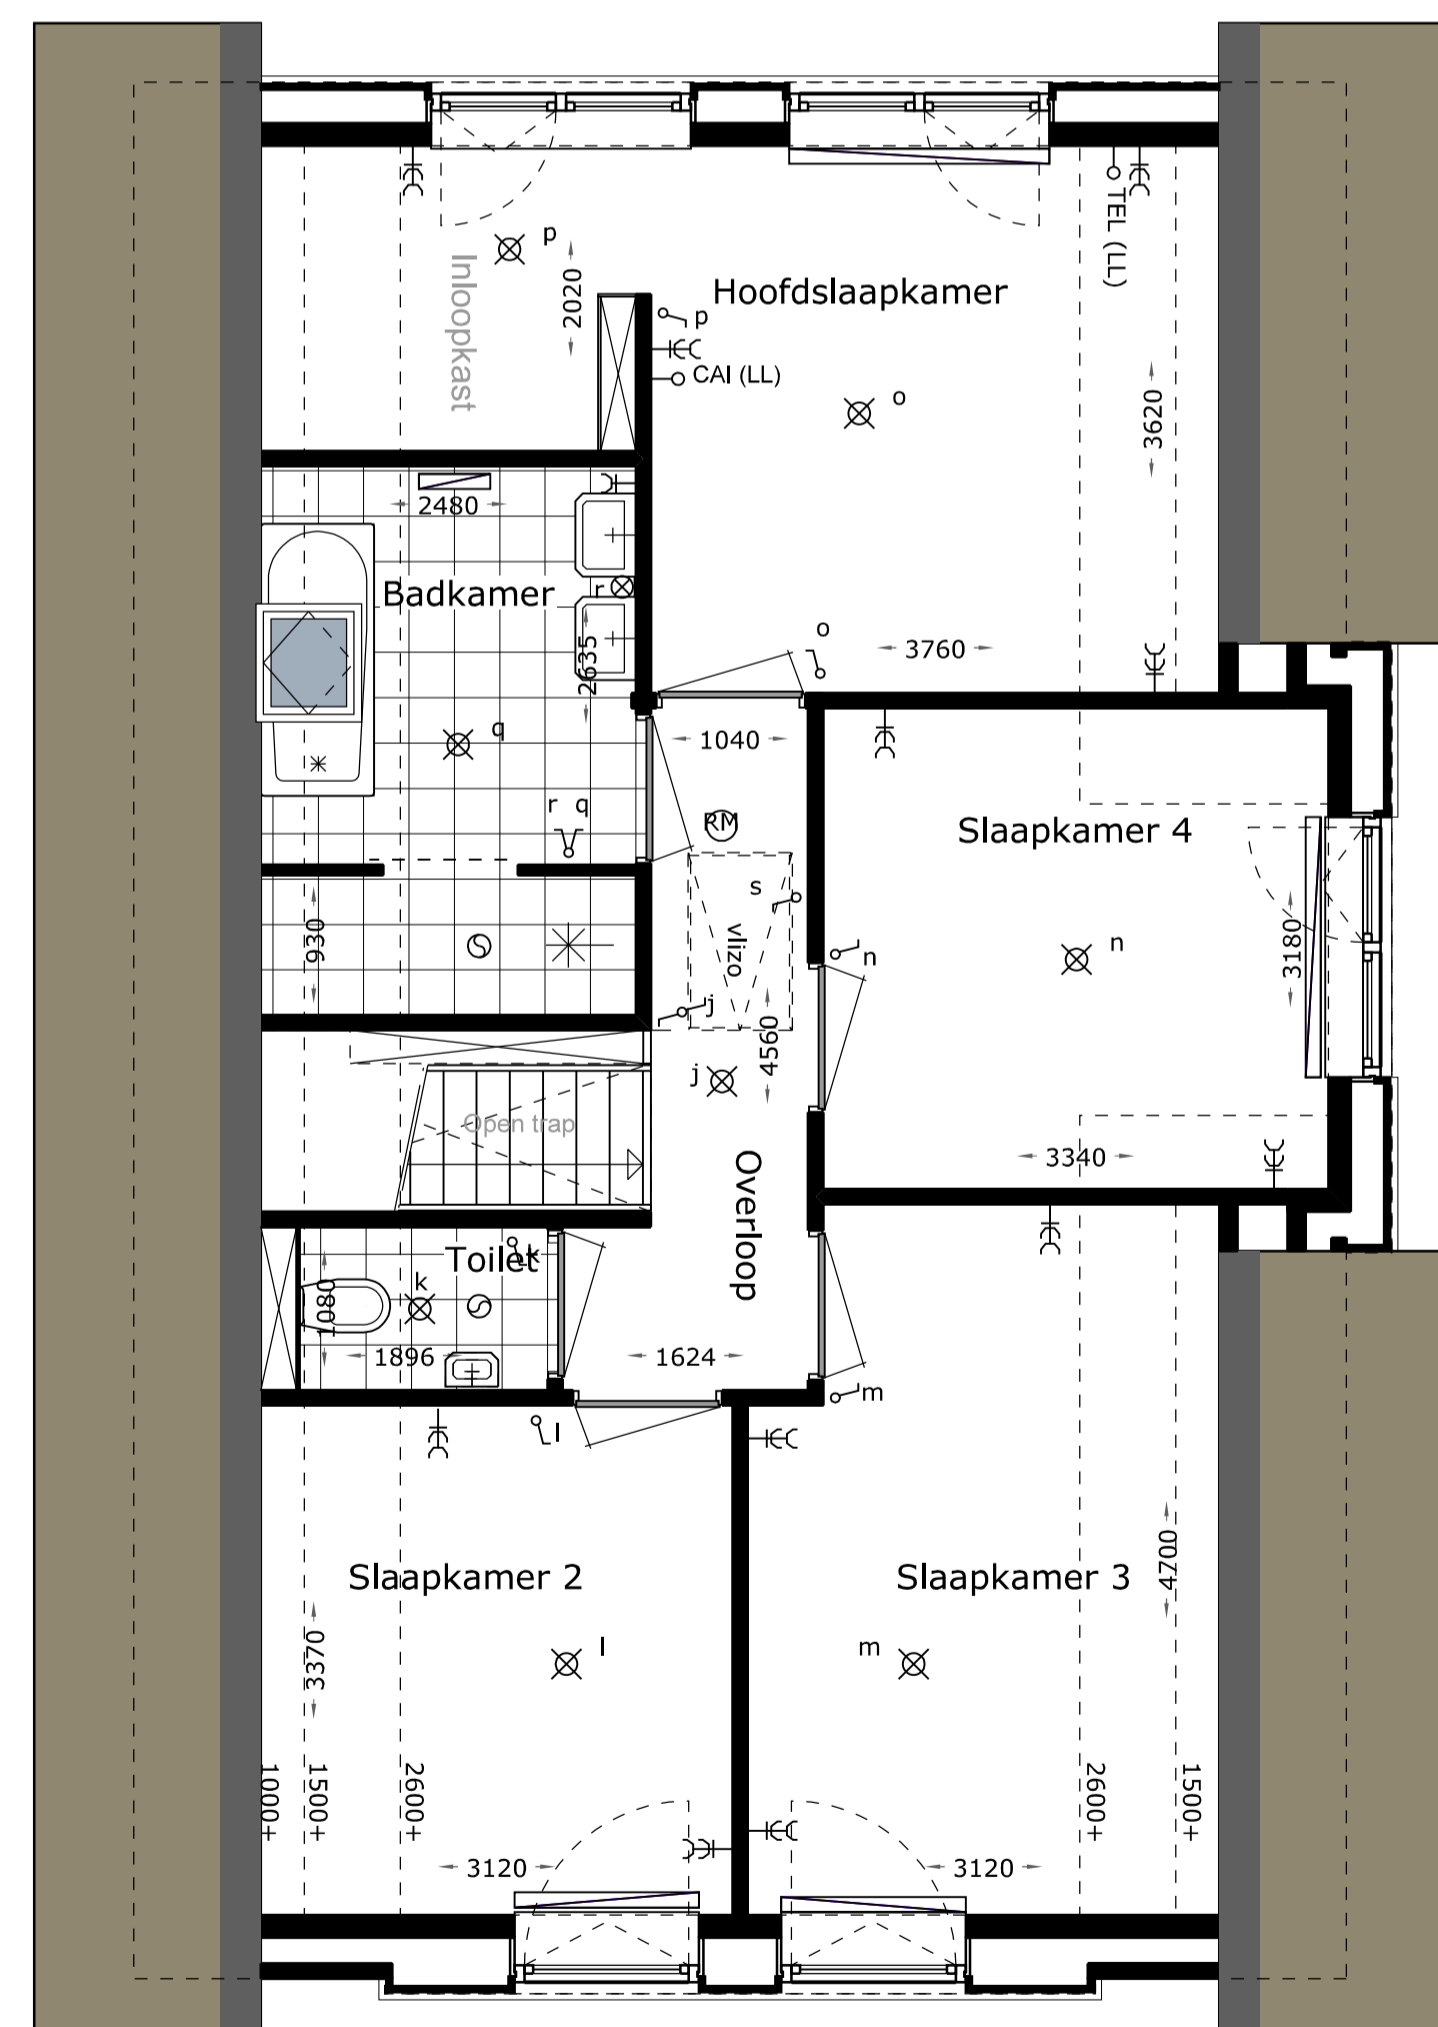 p
Inloopkast
2020
Hoofdslaapkamer
TEL (LL)
p
CAI (LL)
o
3620
2480
Badkamer
r
2635
o
3760
q
1040
r q
RM
Slaapkamer 4
s
vlizo
930
n
n
3180
j
4560
j
Open trap
3340
Overloop
Toilet
k
k
1080
1896
1624
m
l
Slaapkamer 2
Slaapkamer 3
4700
l
m
3370
1000+
1500+
2600+
2600+
1500+
3120
3120